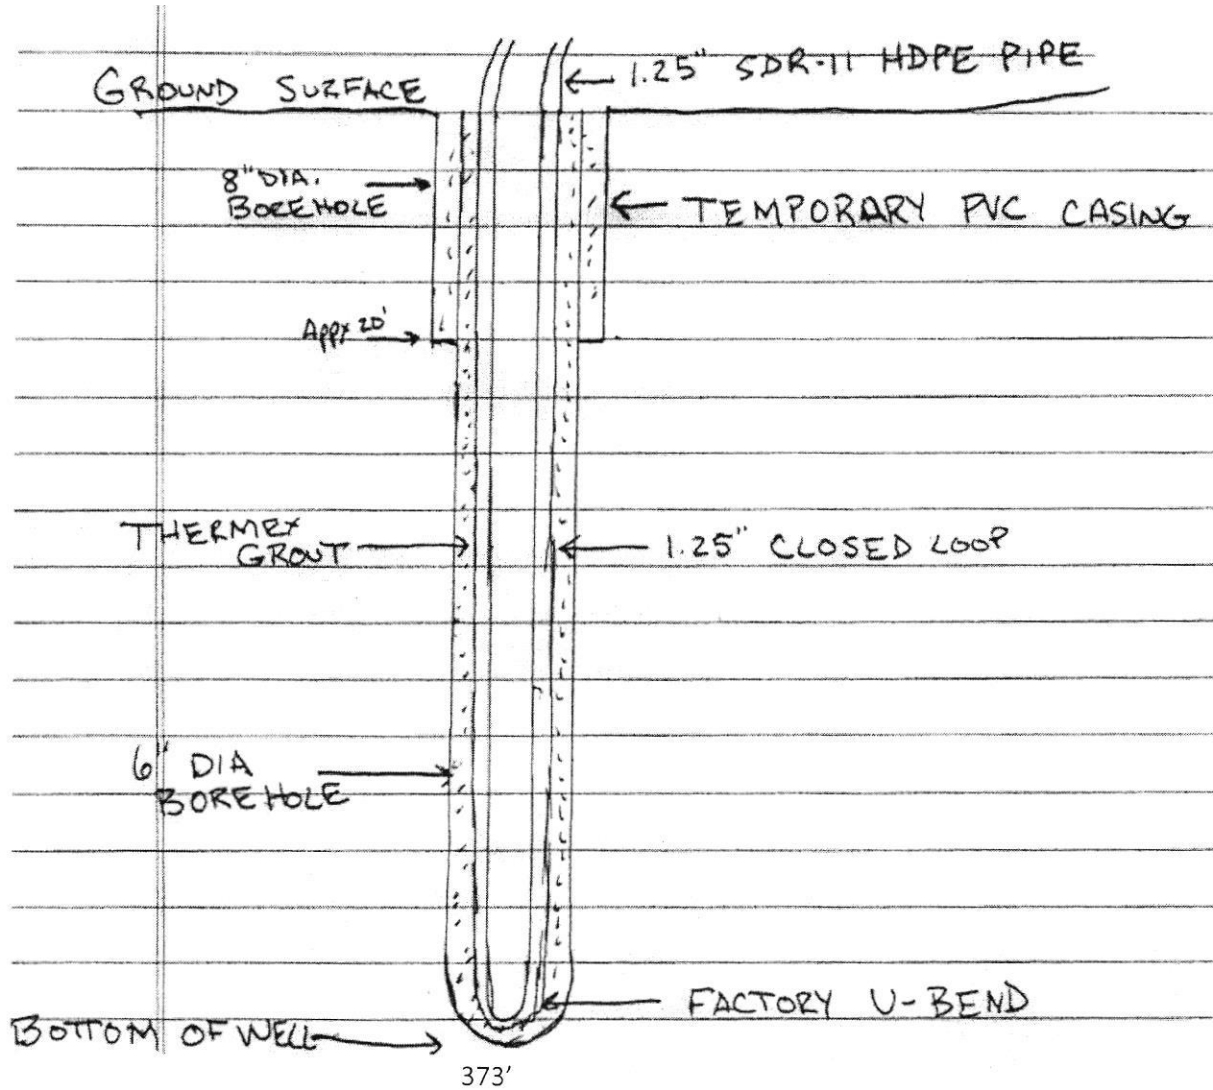 1.25" SDR-11 HDPE PIPE
GROUND SURFACE
8" DIA.
BOREHOLE
TEMPORARY PVC CASING
Appx 20'
THERMEX
GROUT
1.25" CLOSED LOOP
6" DIA
BOREHOLE
FACTORY U-BEND
BOTTOM OF WELL
373'